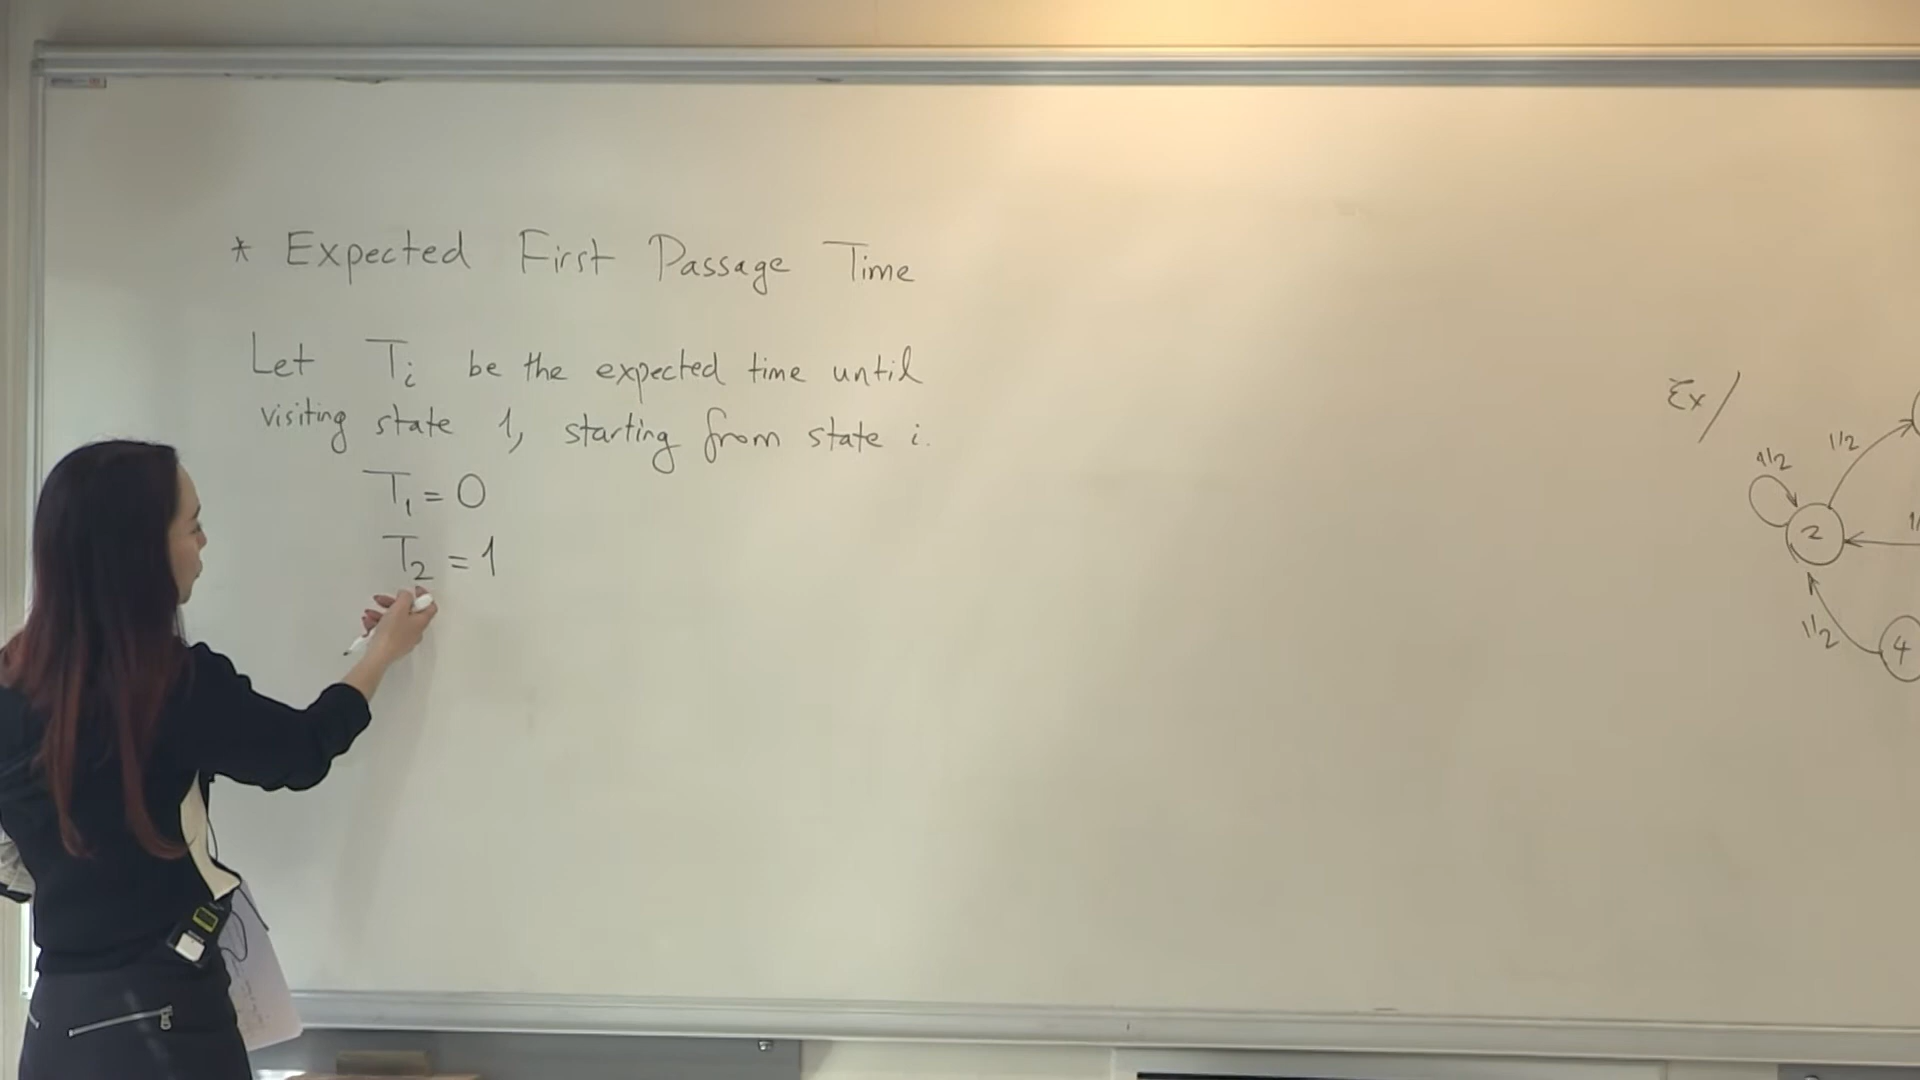 * Expected First Passage Time
Let Tᵢ be the expected time until
visiting state 1, starting from state i.
T₁ = 0
T₂ = 1
Ex/
1/2
1/2
2
1/2
4